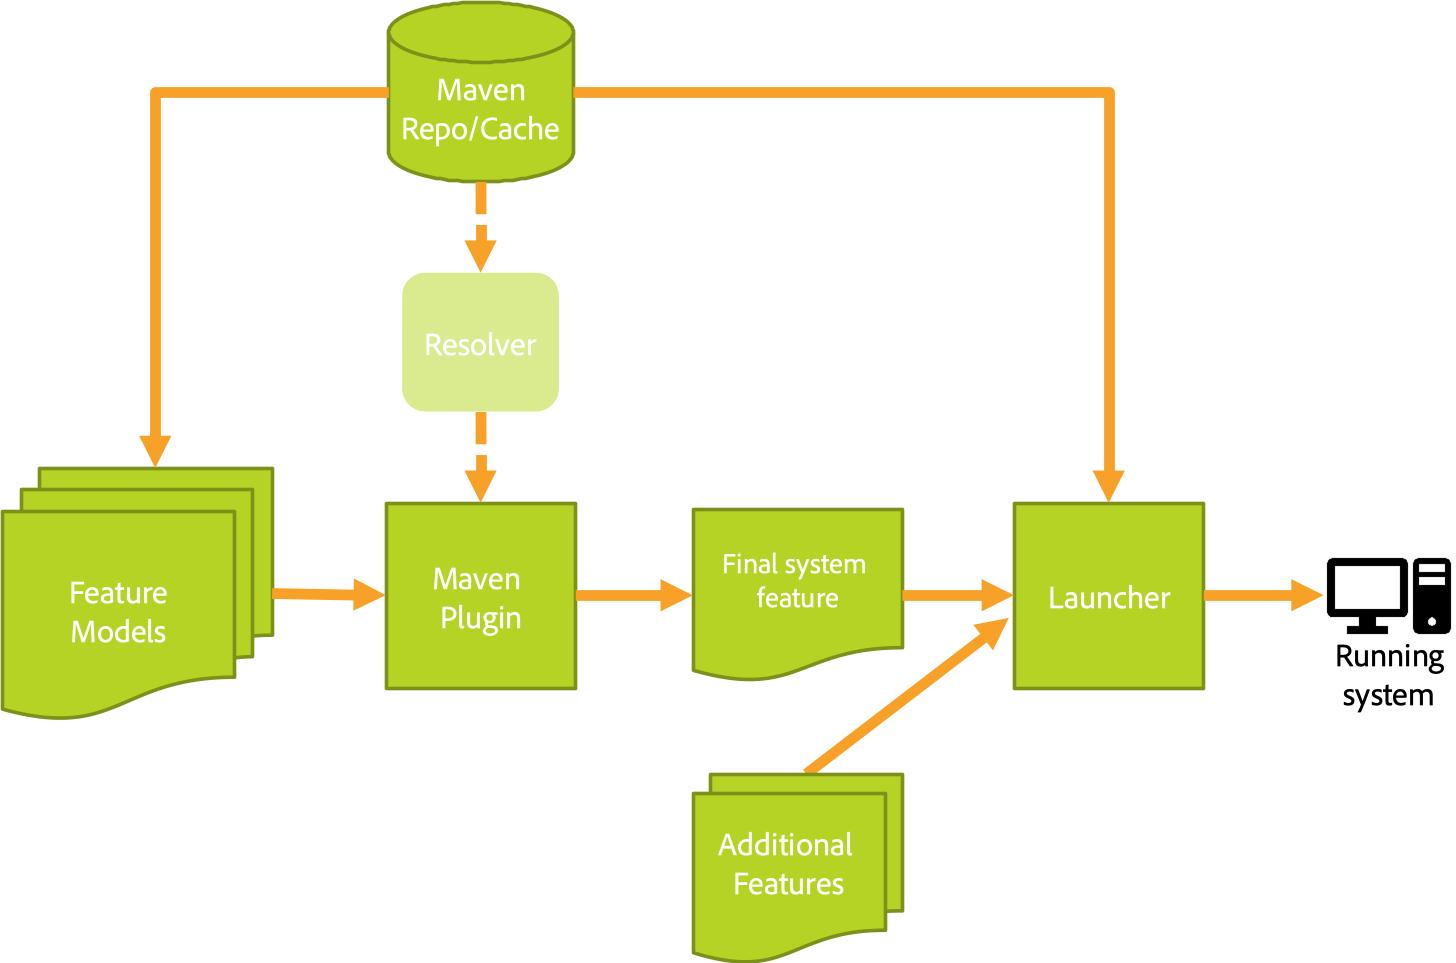 Maven
Repo/Cache
Resolver
Feature
Models
Maven
Plugin
Final system
feature
Launcher
Running
system
Additional
Features